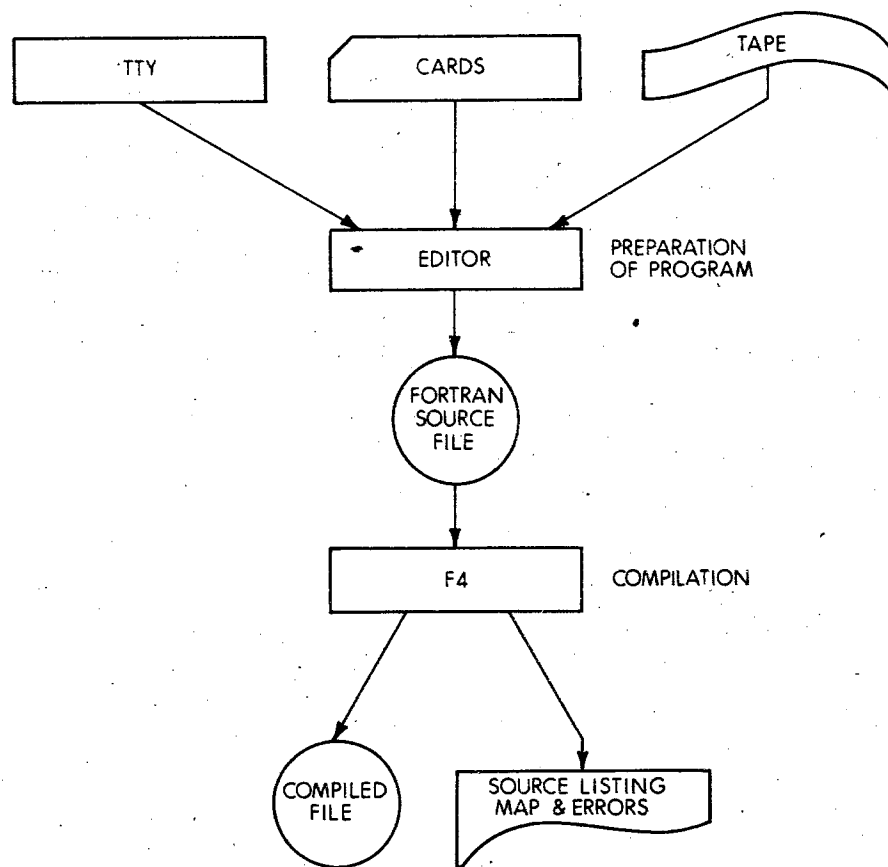 TTY
CARDS
TAPE
EDITOR
PREPARATION
OF PROGRAM
FORTRAN
SOURCE
FILE
F4
COMPILATION
COMPILED
FILE
SOURCE LISTING
MAP & ERRORS